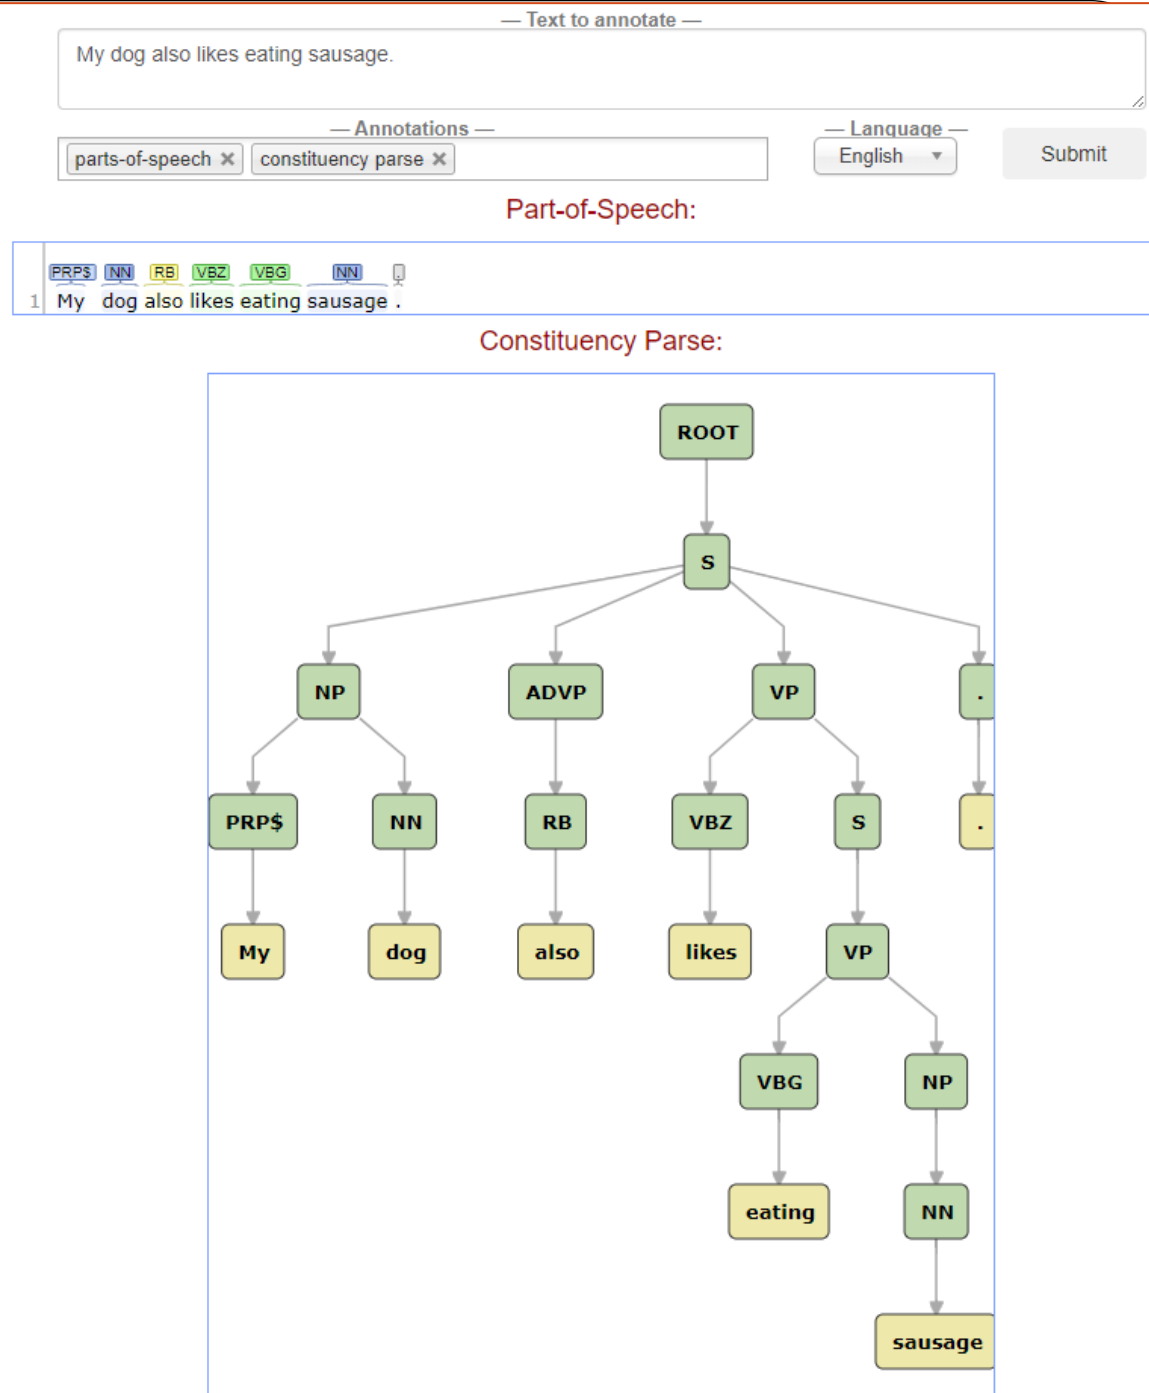 — Text to annotate —
My dog also likes eating sausage.
— Annotations — — Language —
parts-of-speech × constituency parse × English ▼ Submit
Part-of-Speech:
PRP$ NN RB VBZ VBG NN .
1 My dog also likes eating sausage .
Constituency Parse:
ROOT
S
NP ADVP VP .
PRP$ NN RB VBZ S .
My dog also likes VP
VBG NP
eating NN
sausage